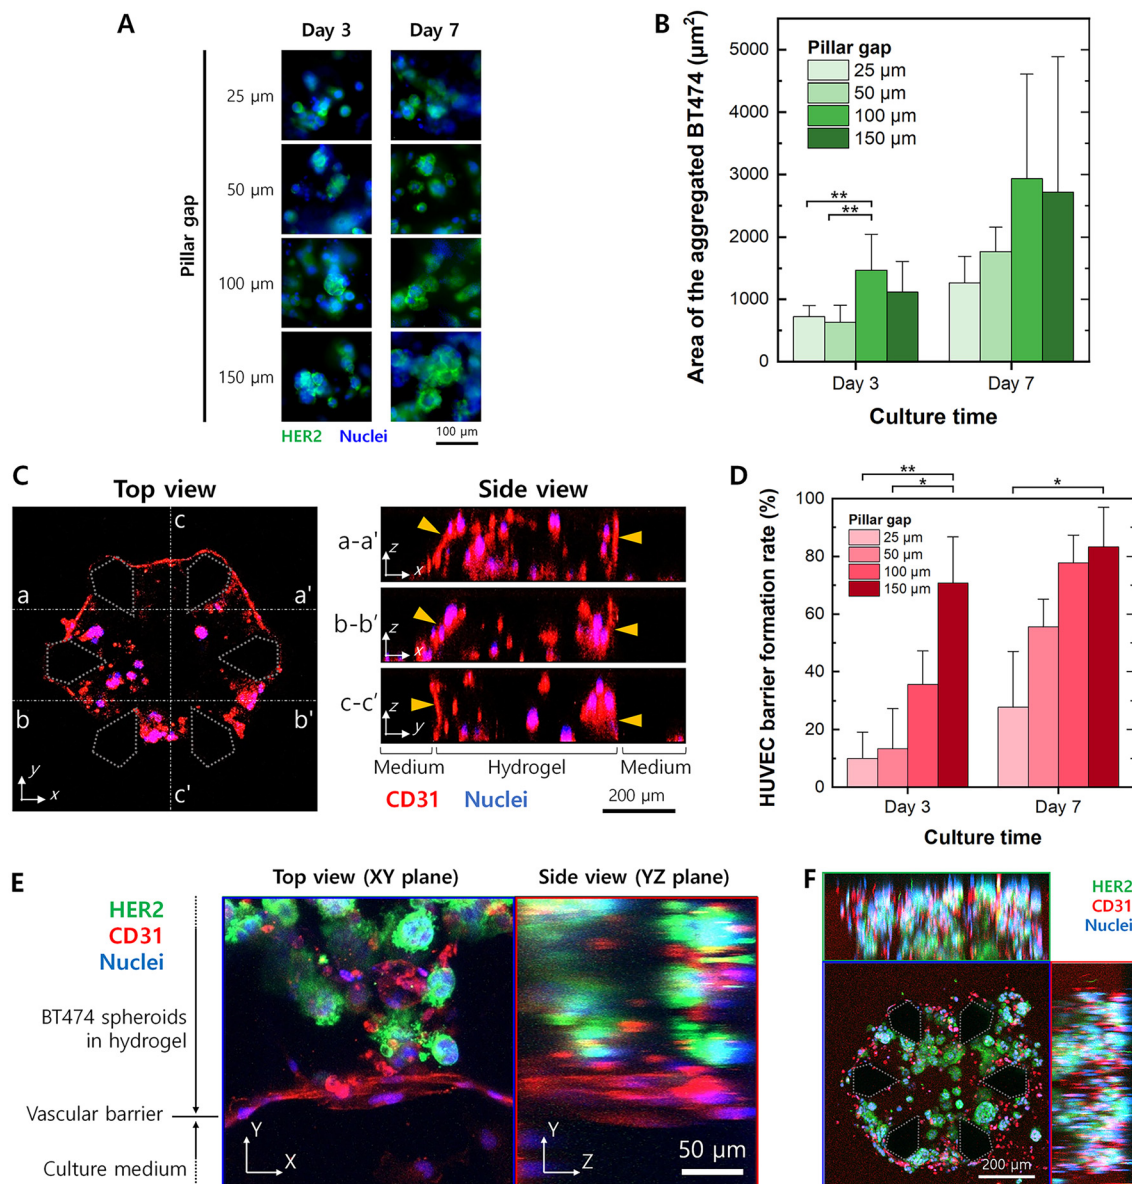 A
Day 3
Day 7
Pillar gap
25 μm
50 μm
100 μm
150 μm
HER2 Nuclei
100 μm
B
Area of the aggregated BT474 (μm²)
5000
4000
3000
2000
1000
0
Pillar gap
25 μm
50 μm
100 μm
150 μm
**
**
Day 3
Day 7
Culture time
C
Top view
Side view
c
a
a'
b
b'
c'
y
x
a-a'
z
x
b-b'
z
x
c-c'
z
y
Medium
Hydrogel
Medium
CD31 Nuclei
200 μm
D
HUVEC barrier formation rate (%)
100
80
60
40
20
0
Pillar gap
25 μm
50 μm
100 μm
150 μm
**
*
*
Day 3
Day 7
Culture time
E
Top view (XY plane)
Side view (YZ plane)
HER2
CD31
Nuclei
BT474 spheroids
in hydrogel
Vascular barrier
Culture medium
Y
X
Y
Z
50 μm
F
HER2
CD31
Nuclei
200 μm